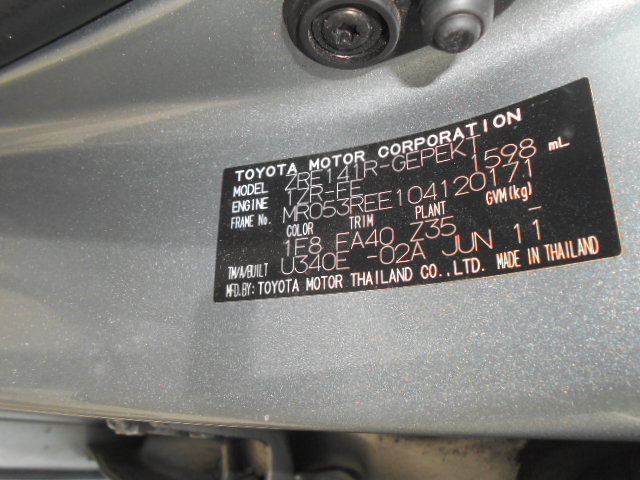 TOYOTA MOTOR CORPORATION
MODEL ZRE141R-GEPEKT
ENGINE 1ZR-FE 1598 mL
FRAME No. MR053REE104120171
COLOR TRIM PLANT GVM(kg)
1F8 FA40 Z35 -
TM/A/BUILT U340E -02A JUN 11
MFD.BY: TOYOTA MOTOR THAILAND CO.,LTD. MADE IN THAILAND